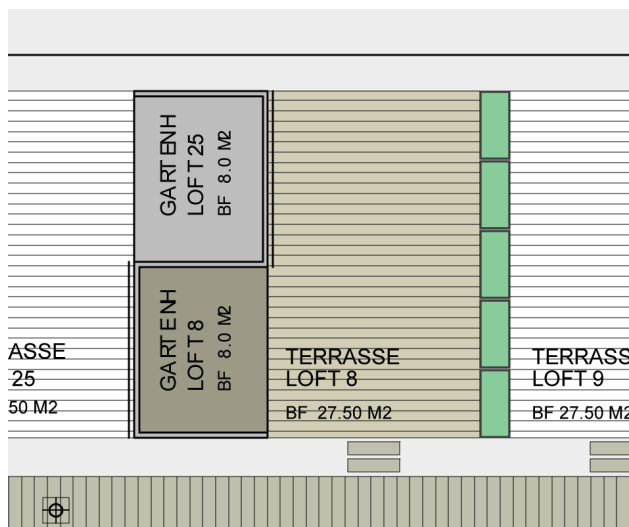 GARTENH
LOFT 25
BF 8.0 M2
GARTENH
LOFT 8
BF 8.0 M2
ASSE
25
50 M2
TERRASSE
LOFT 8
BF 27.50 M2
TERRASS
LOFT 9
BF 27.50 M2